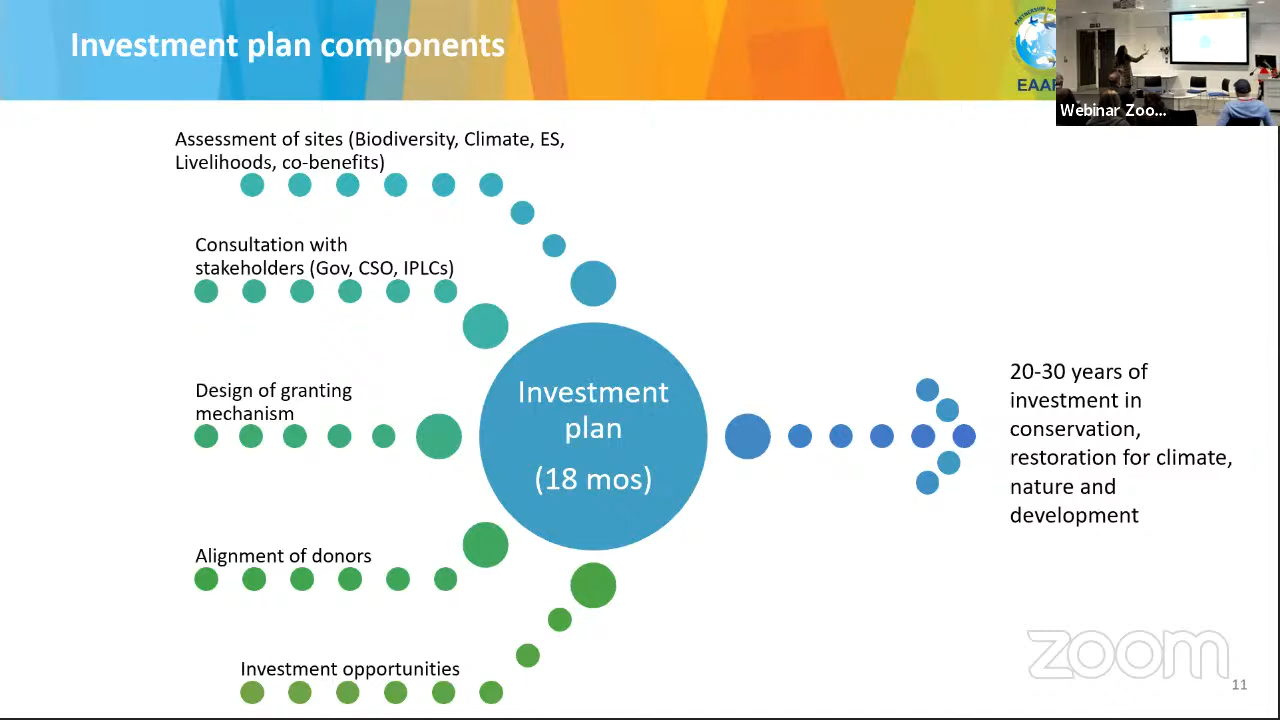 Investment plan components
Webinar Zoo...
Assessment of sites (Biodiversity, Climate, ES,
Livelihoods, co-benefits)
Consultation with
stakeholders (Gov, CSO, IPLCs)
Design of granting
mechanism
Alignment of donors
Investment opportunities
Investment
plan
(18 mos)
20-30 years of
investment in
conservation,
restoration for climate,
nature and
development
zoom
11